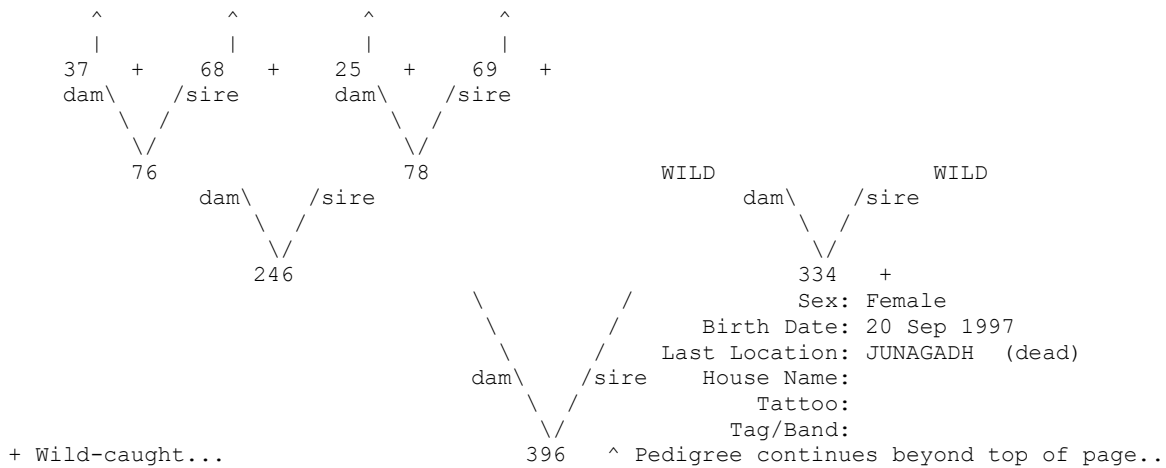 ^ ^ ^ ^
| | | |
37 + 68 + 25 + 69 +
dam\ /sire dam\ /sire
\ / \ /
\/ \/
76 78 WILD WILD
dam\ /sire dam\ /sire
\ / \ /
\/ \/
246 334 +
\ / Sex: Female
\ / Birth Date: 20 Sep 1997
\ / Last Location: JUNAGADH (dead)
dam\ /sire House Name:
\ / Tattoo:
\/ Tag/Band:
+ Wild-caught... 396 ^ Pedigree continues beyond top of page..